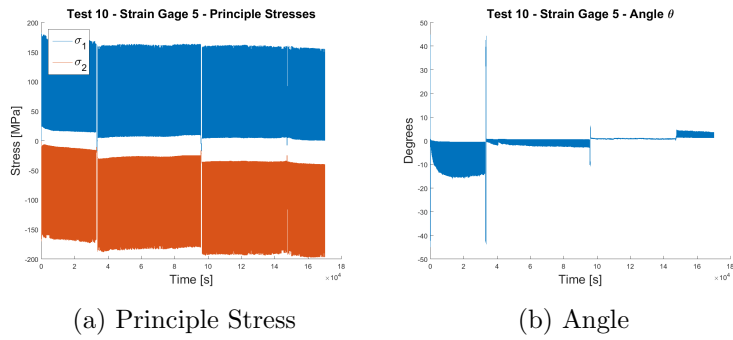 Test 10 - Strain Gage 5 - Principle Stresses
σ1
σ2
200
150
100
50
0
-50
-100
-150
-200
Stress [MPa]
0 2 4 6 8 10 12 14 16 18
× 10^4
Time [s]
(a) Principle Stress
Test 10 - Strain Gage 5 - Angle θ
50
40
30
20
10
0
-10
-20
-30
-40
-50
Degrees
0 2 4 6 8 10 12 14 16 18
× 10^4
Time [s]
(b) Angle